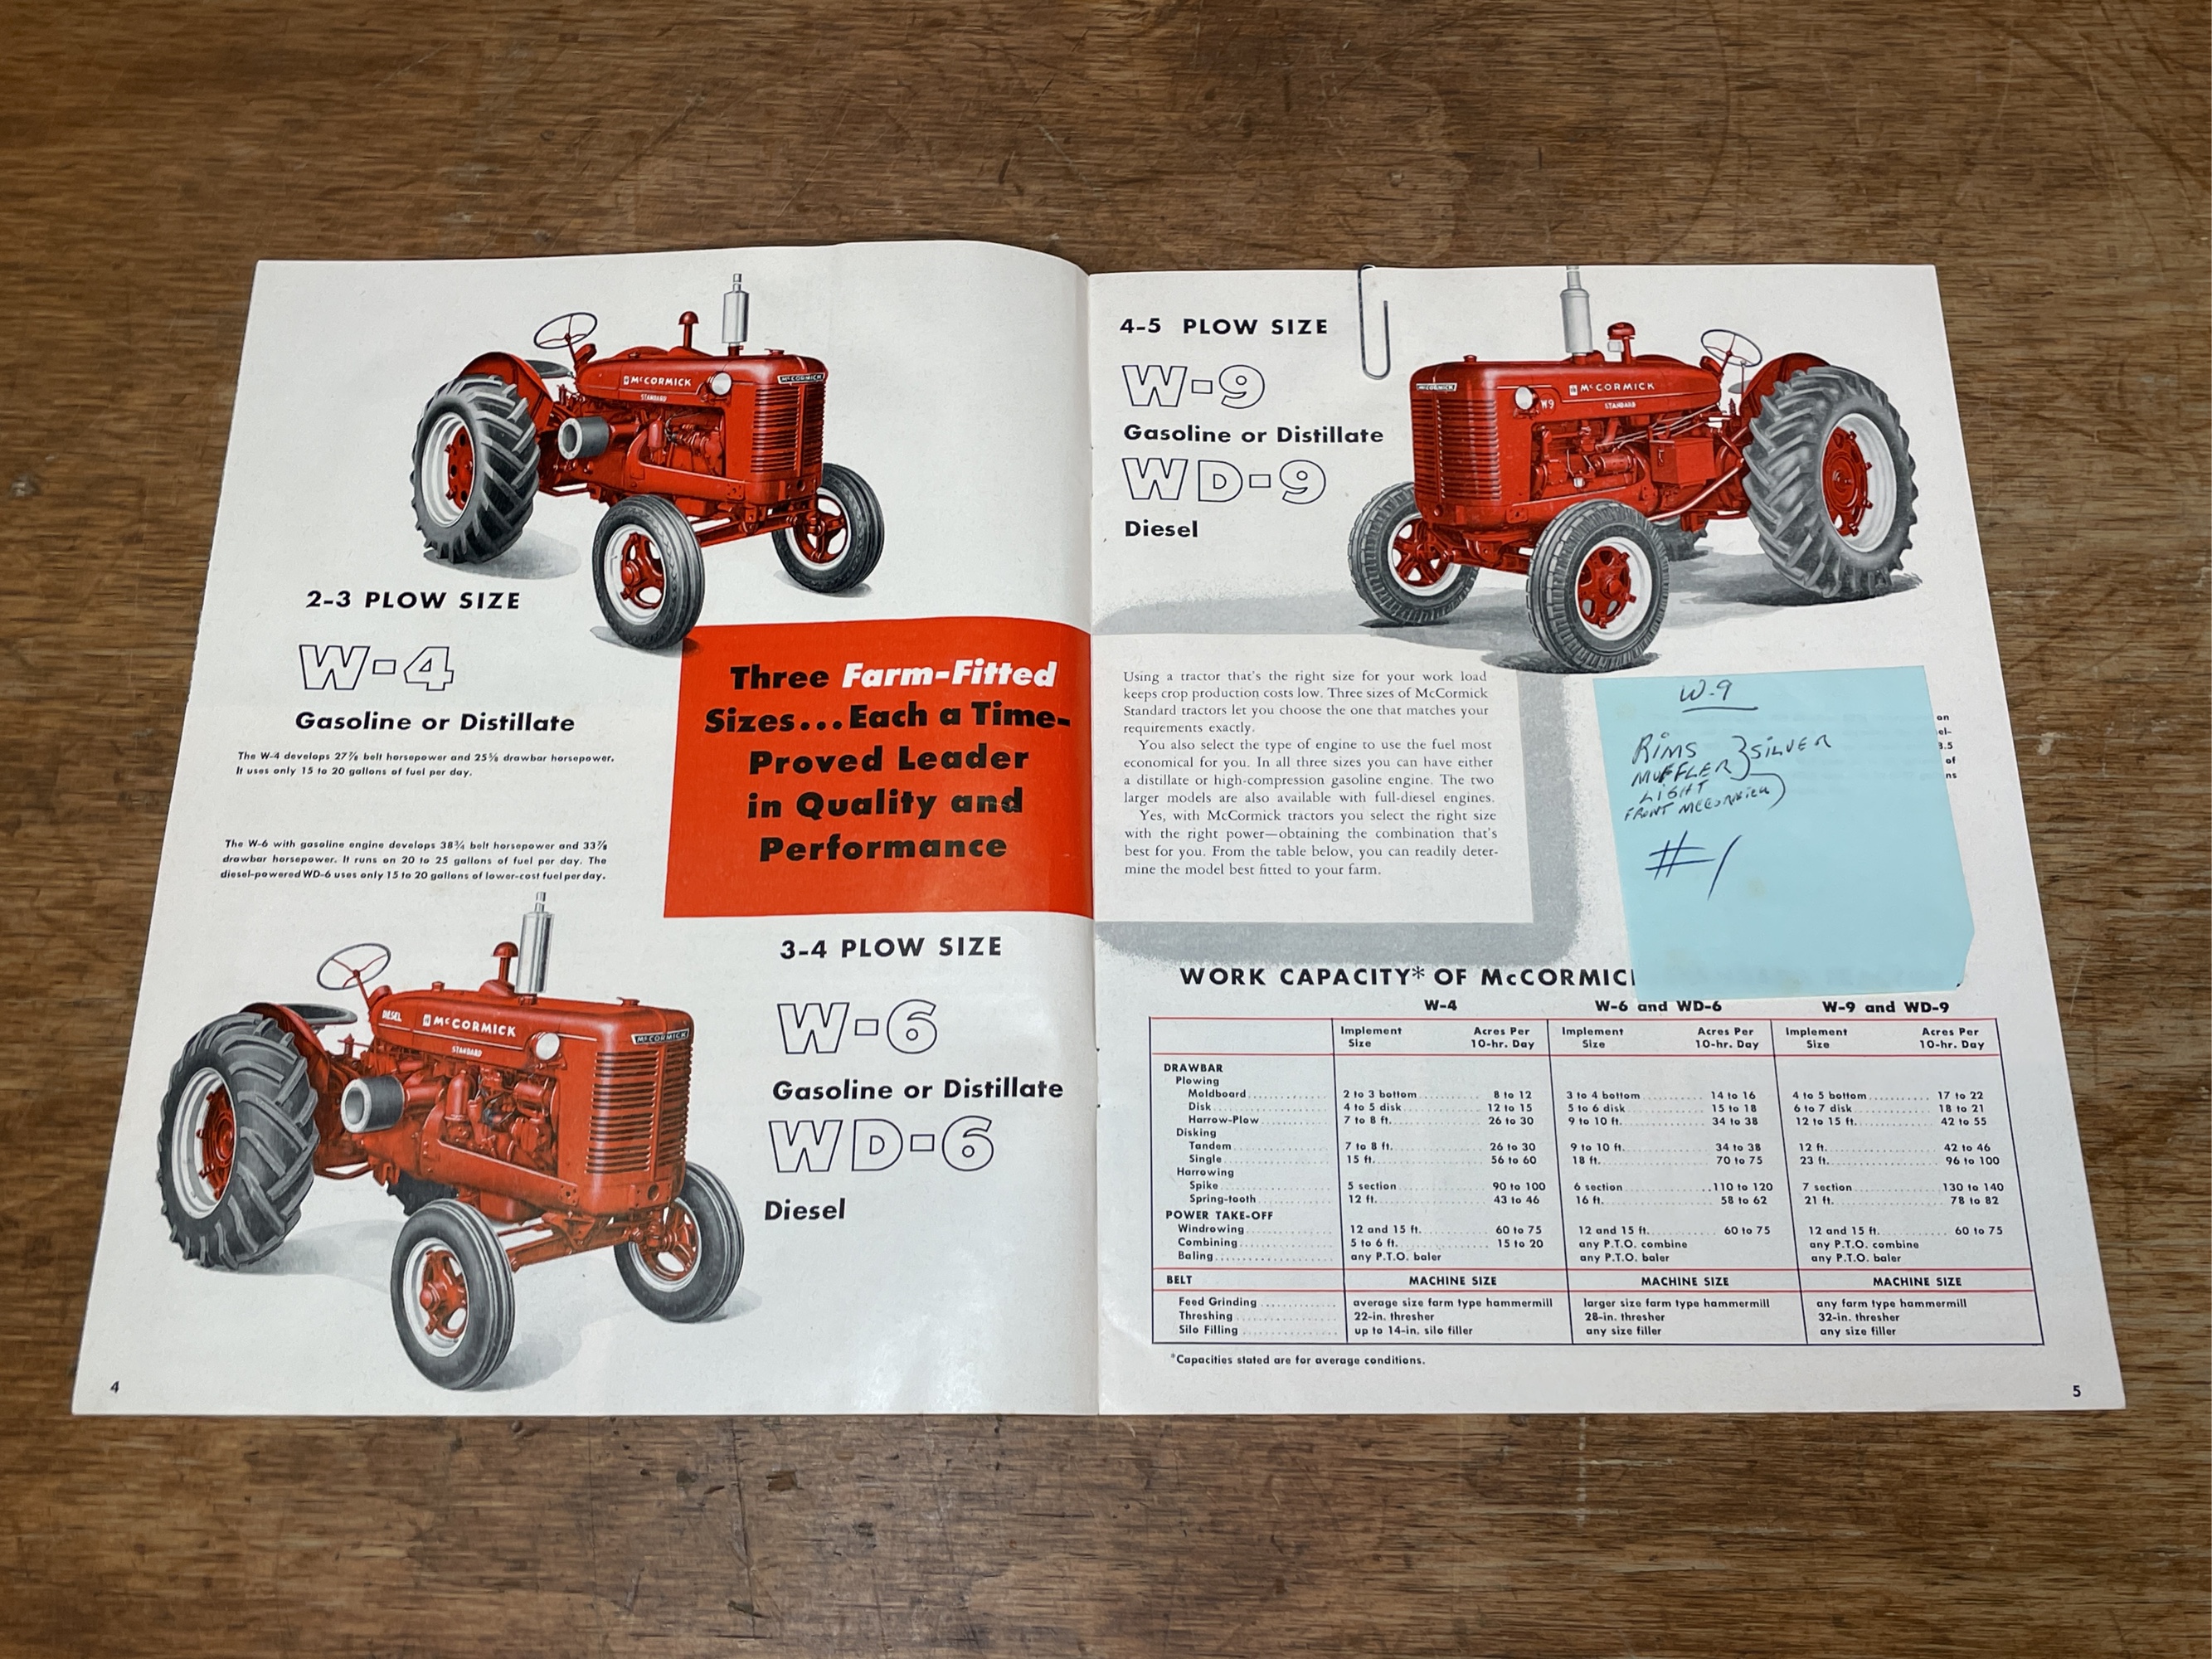 McCORMICK
STANDARD
McCORMICK
2-3 PLOW SIZE
W-4
Gasoline or Distillate
The W-4 develops 27⅞ belt horsepower and 25⅝ drawbar horsepower.
It uses only 15 to 20 gallons of fuel per day.
The W-6 with gasoline engine develops 38¾ belt horsepower and 33⅞
drawbar horsepower. It runs on 20 to 25 gallons of fuel per day. The
diesel-powered WD-6 uses only 15 to 20 gallons of lower-cost fuel per day.
Three Farm-Fitted
Sizes...Each a Time-
Proved Leader
in Quality and
Performance
DIESEL
McCORMICK
STANDARD
McCORMICK
3-4 PLOW SIZE
W-6
Gasoline or Distillate
WD-6
Diesel
4
4-5 PLOW SIZE
W-9
Gasoline or Distillate
WD-9
Diesel
McCORMICK
W9
McCORMICK
STANDARD
Using a tractor that's the right size for your work load
keeps crop production costs low. Three sizes of McCormick
Standard tractors let you choose the one that matches your
requirements exactly.
You also select the type of engine to use the fuel most
economical for you. In all three sizes you can have either
a distillate or high-compression gasoline engine. The two
larger models are also available with full-diesel engines.
Yes, with McCormick tractors you select the right size
with the right power—obtaining the combination that's
best for you. From the table below, you can readily deter-
mine the model best fitted to your farm.
W-9
RIMS
MUFFLER } SILVER
LIGHT
FRONT McCORMICK
#1
on
el-
3.5
of
ns
WORK CAPACITY* OF McCORMIC
W-4 W-6 and WD-6 W-9 and WD-9
Implement Size Acres Per 10-hr. Day Implement Size Acres Per 10-hr. Day Implement Size Acres Per 10-hr. Day
DRAWBAR
Plowing
Moldboard 2 to 3 bottom 8 to 12 3 to 4 bottom 14 to 16 4 to 5 bottom 17 to 22
Disk 4 to 5 disk 12 to 15 5 to 6 disk 15 to 18 6 to 7 disk 18 to 21
Harrow-Plow 7 to 8 ft. 26 to 30 9 to 10 ft. 34 to 38 12 to 15 ft. 42 to 55
Disking
Tandem 7 to 8 ft. 26 to 30 9 to 10 ft. 34 to 38 12 ft. 42 to 46
Single 15 ft. 56 to 60 18 ft. 70 to 75 23 ft. 96 to 100
Harrowing
Spike 5 section 90 to 100 6 section 110 to 120 7 section 130 to 140
Spring-tooth 12 ft. 43 to 46 16 ft. 58 to 62 21 ft. 78 to 82
POWER TAKE-OFF
Windrowing 12 and 15 ft. 60 to 75 12 and 15 ft. 60 to 75 12 and 15 ft. 60 to 75
Combining 5 to 6 ft. 15 to 20 any P.T.O. combine any P.T.O. combine
Baling any P.T.O. baler any P.T.O. baler any P.T.O. baler
BELT MACHINE SIZE MACHINE SIZE MACHINE SIZE
Feed Grinding average size farm type hammermill larger size farm type hammermill any farm type hammermill
Threshing 22-in. thresher 28-in. thresher 32-in. thresher
Silo Filling up to 14-in. silo filler any size filler any size filler
*Capacities stated are for average conditions.
5